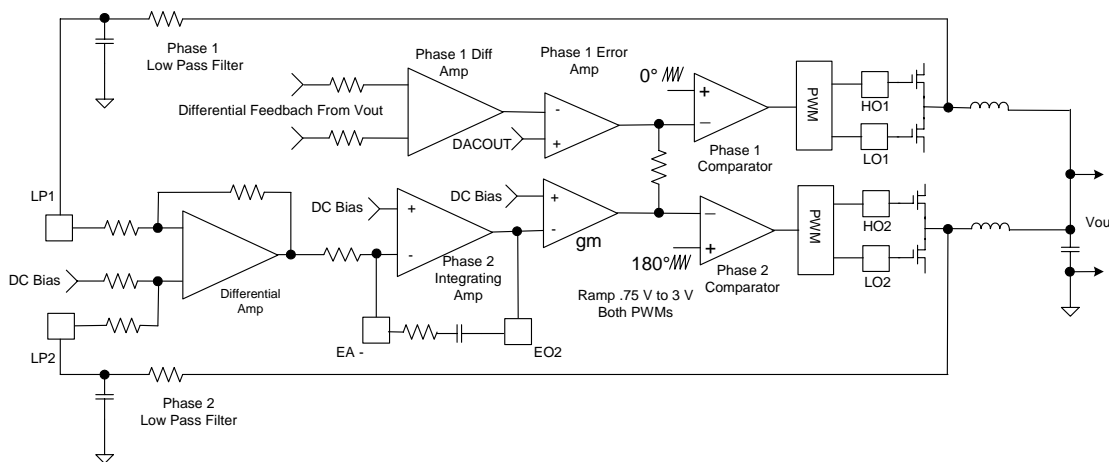 Phase 1
Low Pass Filter
Phase 1 Diff
Amp
Phase 1 Error
Amp
Differential Feedbach From Vout
DACOUT
-
+
0°
+
–
Phase 1
Comparator
PWM
HO1
LO1
LP1
DC Bias
LP2
Differential
Amp
DC Bias
+
-
Phase 2
Integrating
Amp
EA -
EO2
DC Bias
+
-
gm
180°
–
+
Phase 2
Comparator
Ramp .75 V to 3 V
Both PWMs
PWM
HO2
LO2
Vou
Phase 2
Low Pass Filter